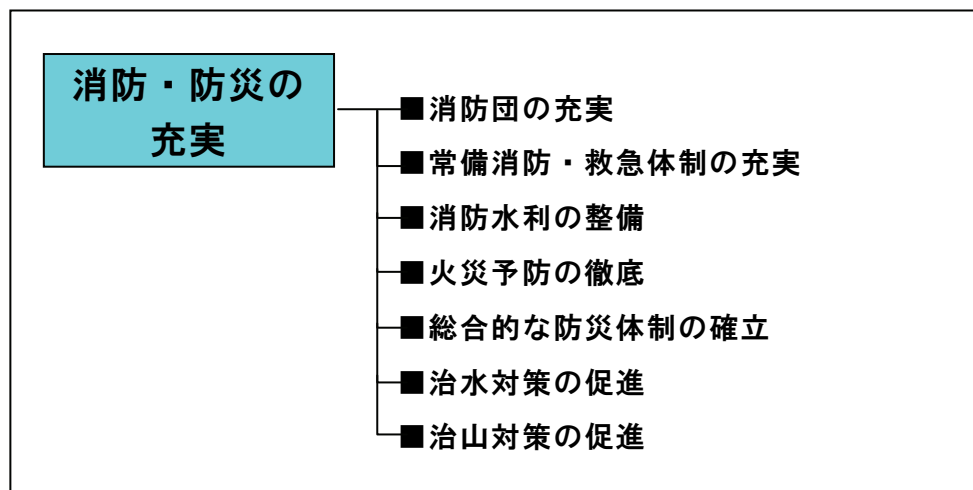 消防・防災の
充実
■消防団の充実
■常備消防・救急体制の充実
■消防水利の整備
■火災予防の徹底
■総合的な防災体制の確立
■治水対策の促進
■治山対策の促進